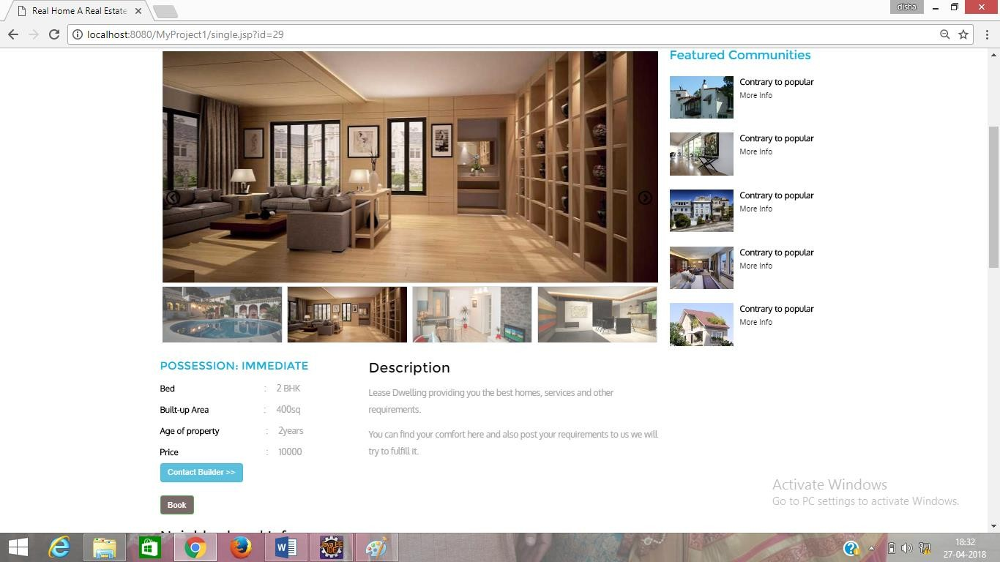 Real Home A Real Estate
disha
localhost:8080/MyProject1/single.jsp?id=29
Featured Communities
Contrary to popular
More Info
Contrary to popular
More Info
Contrary to popular
More Info
Contrary to popular
More Info
Contrary to popular
More Info
POSSESSION: IMMEDIATE
Bed : 2 BHK
Built-up Area : 400sq
Age of property : 2years
Price : 10000
Contact Builder >>
Book
Description
Lease Dwelling providing you the best homes, services and other
requirements.
You can find your comfort here and also post your requirements to us we will
try to fulfill it.
Activate Windows
Go to PC settings to activate Windows.
Java EE
IDE
18:32
27-04-2018